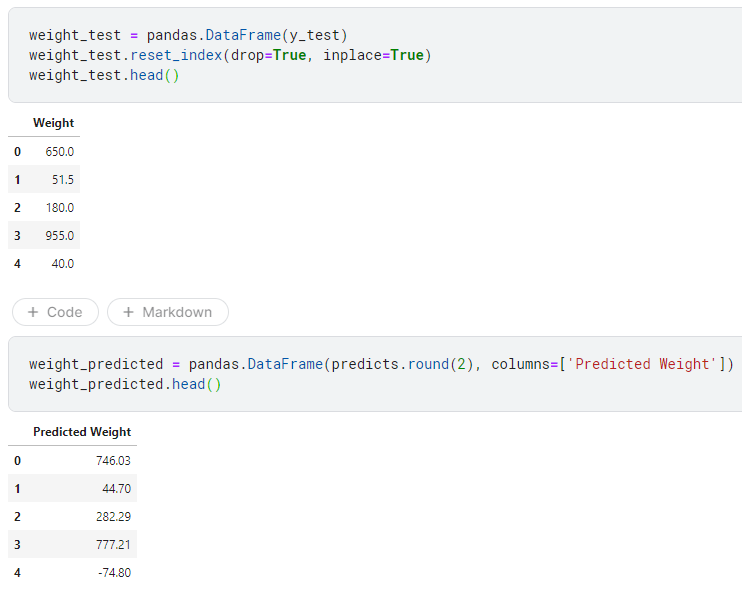 weight_test = pandas.DataFrame(y_test)
weight_test.reset_index(drop=True, inplace=True)
weight_test.head()
Weight
0 650.0
1 51.5
2 180.0
3 955.0
4 40.0
+ Code + Markdown
weight_predicted = pandas.DataFrame(predicts.round(2), columns=['Predicted Weight'])
weight_predicted.head()
Predicted Weight
0 746.03
1 44.70
2 282.29
3 777.21
4 -74.80